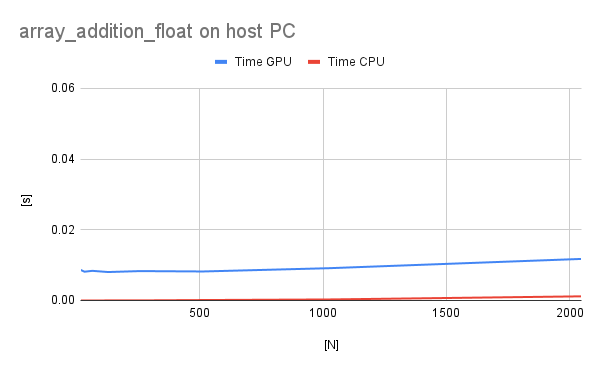 array_addition_float on host PC
Time GPU
Time CPU
0.06
0.04
0.02
0.00
[s]
500
1000
1500
2000
[N]